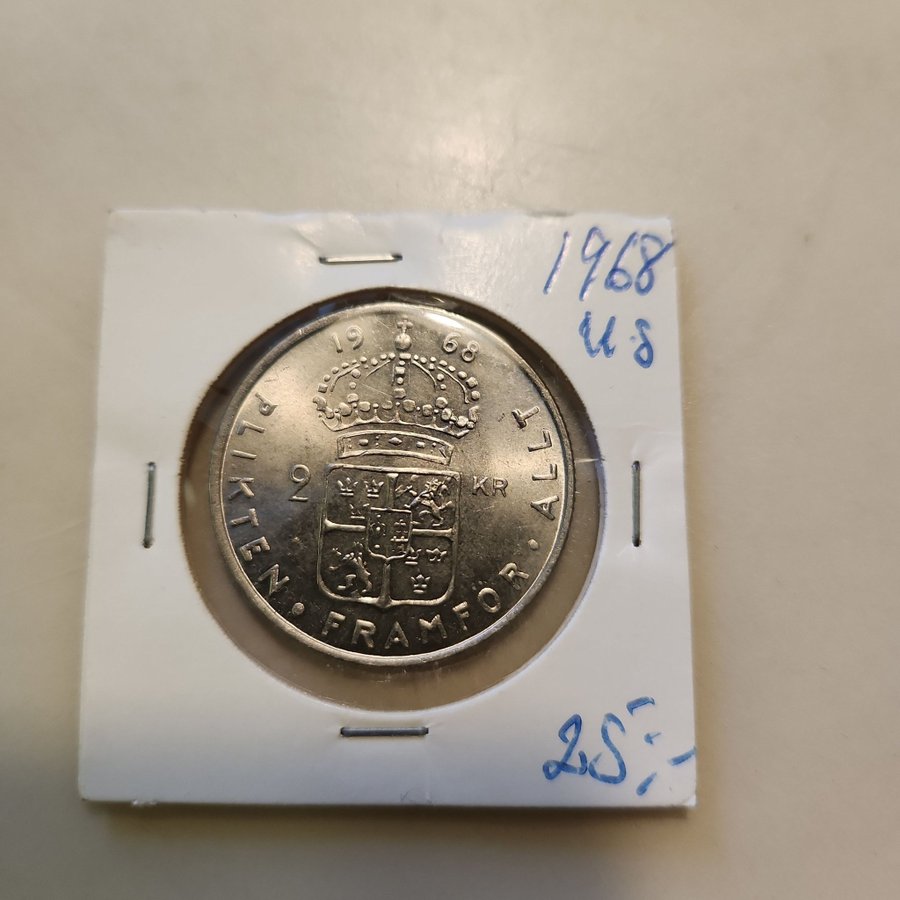 1968
U.S
19 68
2 KR
PLIKTEN • FRAMFÖR • ALLT
25:-